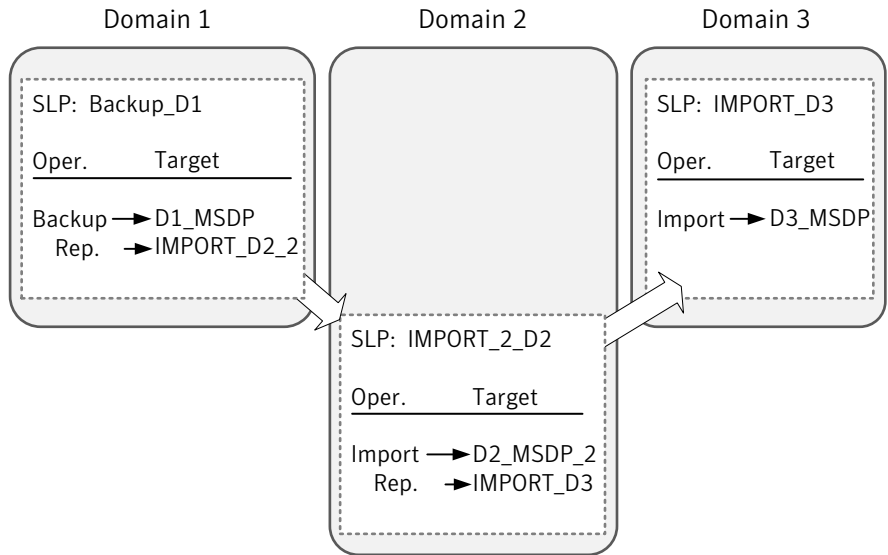 Domain 1
Domain 2
Domain 3
SLP: Backup_D1
Oper. Target
Backup D1_MSDP
Rep. IMPORT_D2_2
SLP: IMPORT_2_D2
Oper. Target
Import D2_MSDP_2
Rep. IMPORT_D3
SLP: IMPORT_D3
Oper. Target
Import D3_MSDP